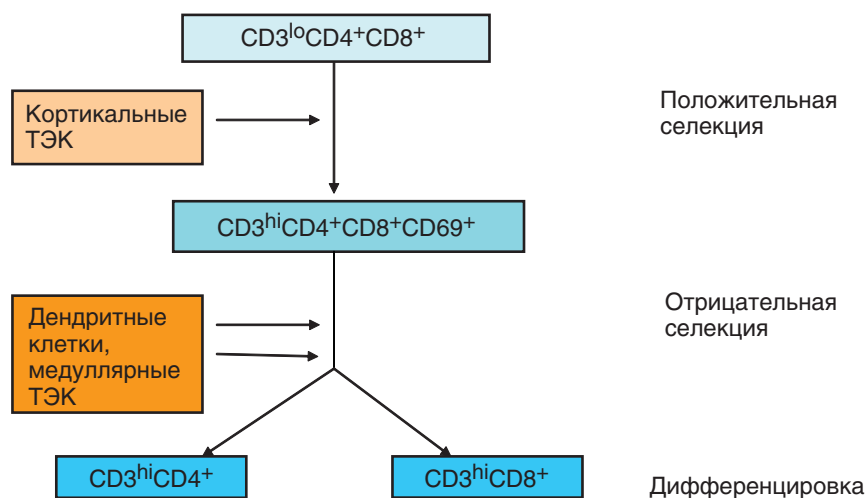 CD3loCD4+CD8+
Кортикальные
ТЭК
Положительная
селекция
CD3hiCD4+CD8+CD69+
Дендритные
клетки,
медуллярные
ТЭК
Отрицательная
селекция
CD3hiCD4+
CD3hiCD8+
Дифференцировка